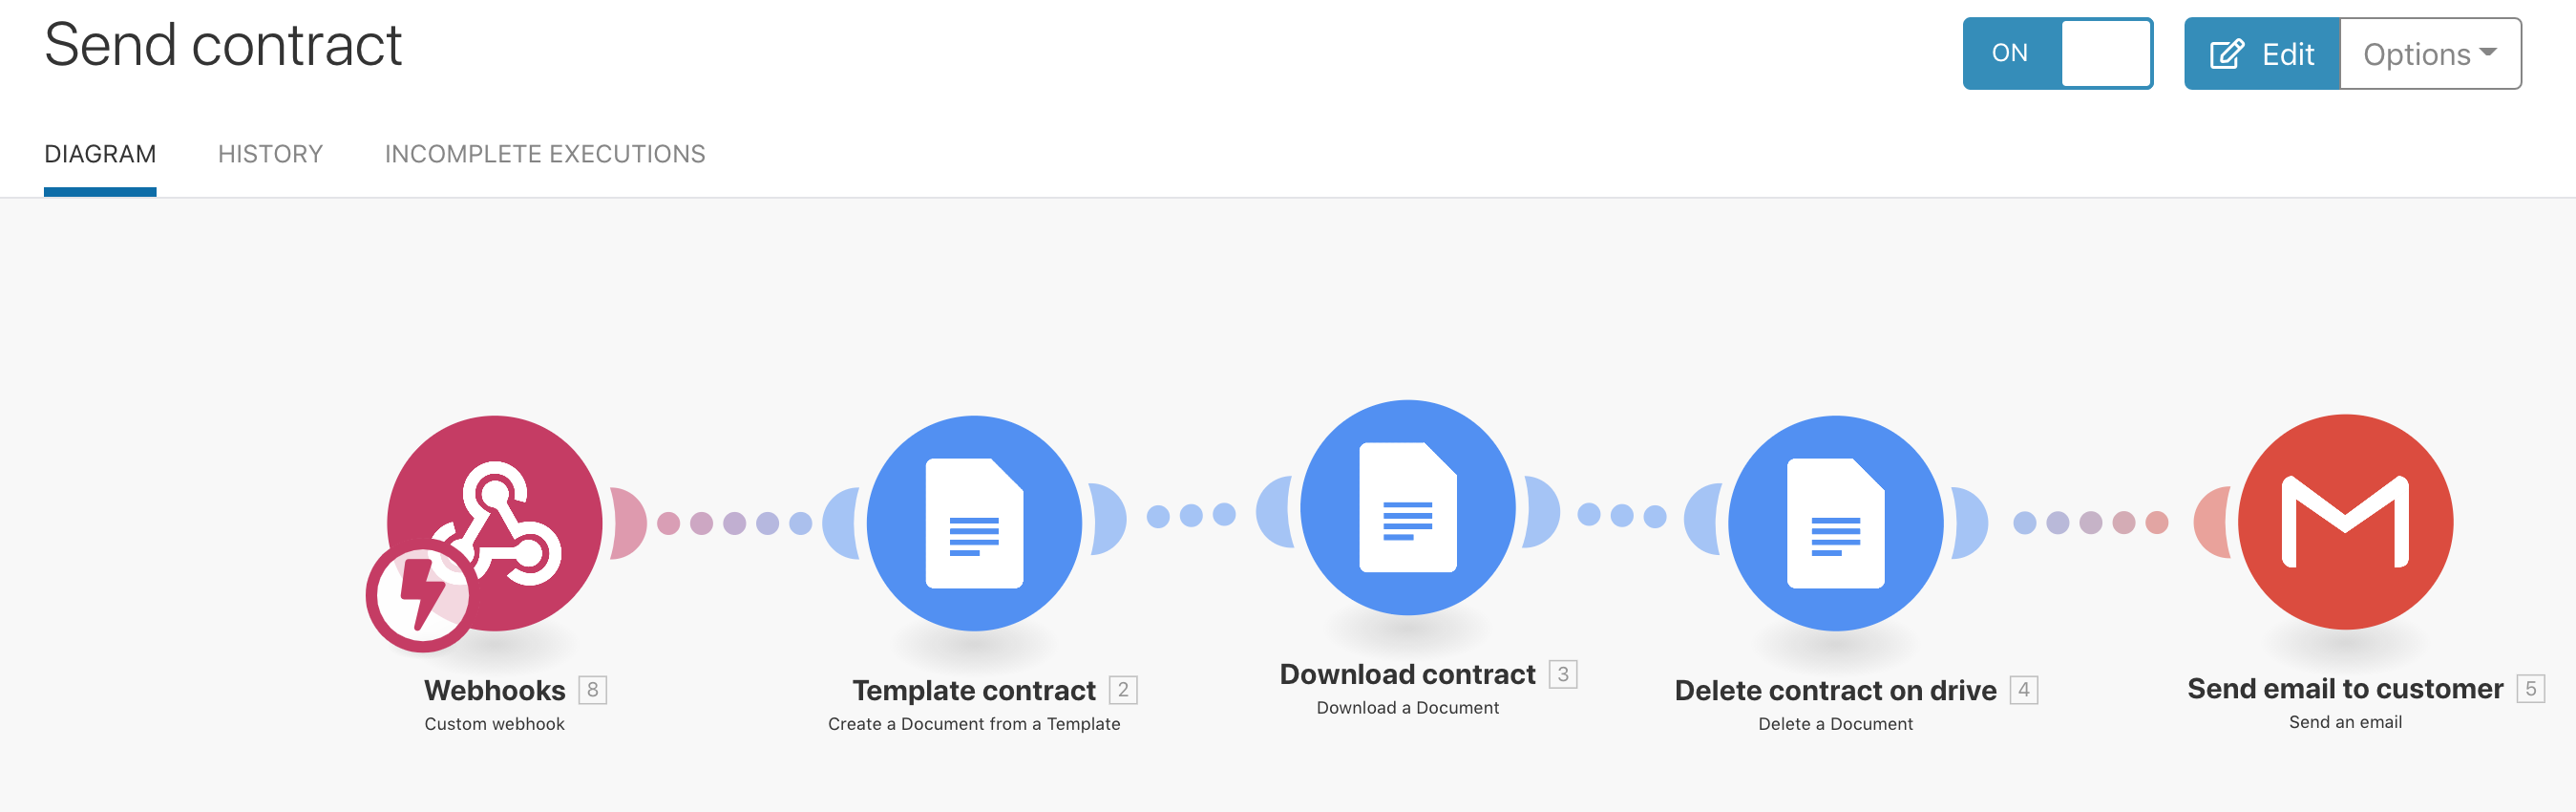 Send contract
ON
Edit
Options
DIAGRAM
HISTORY
INCOMPLETE EXECUTIONS
Webhooks 8
Custom webhook
Template contract 2
Create a Document from a Template
Download contract 3
Download a Document
Delete contract on drive 4
Delete a Document
Send email to customer 5
Send an email